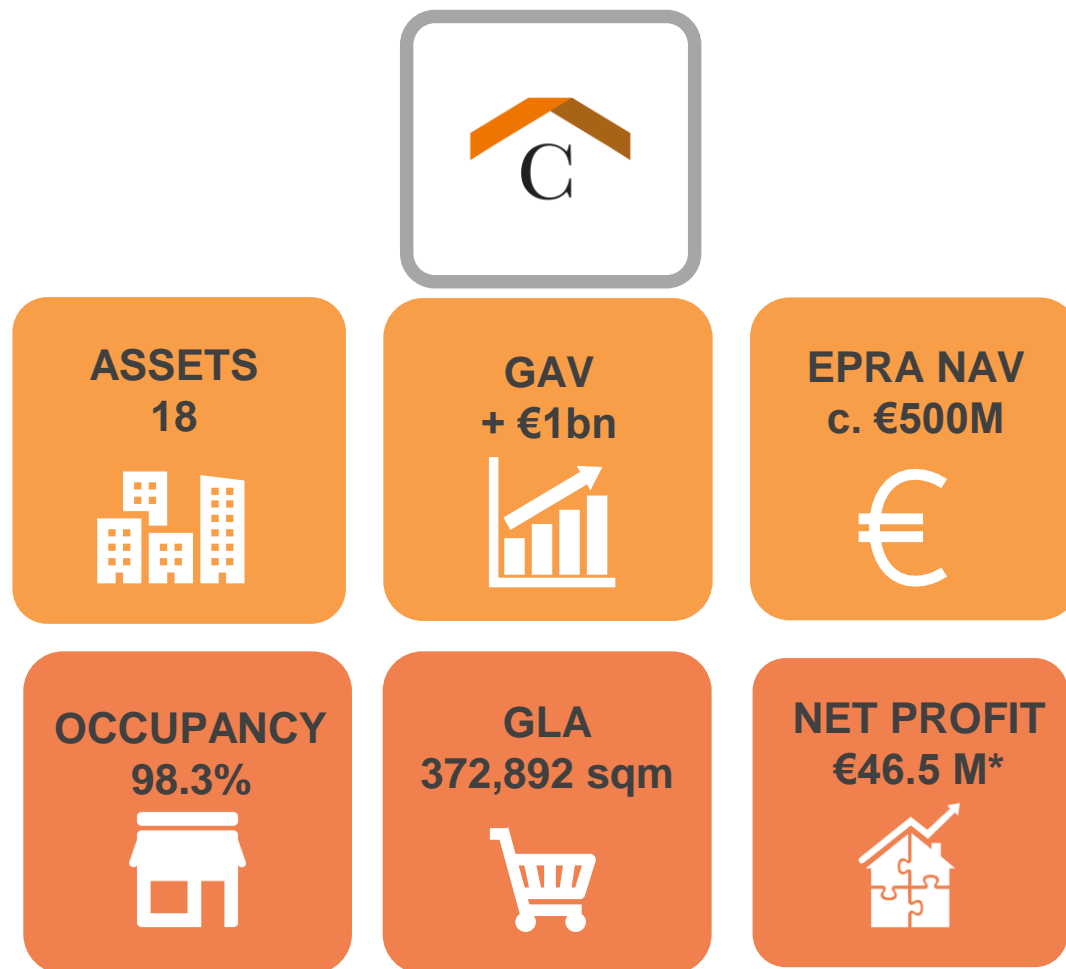 C
ASSETS
18
GAV
+ €1bn
EPRA NAV
c. €500M
€
OCCUPANCY
98.3%
GLA
372,892 sqm
NET PROFIT
€46.5 M*